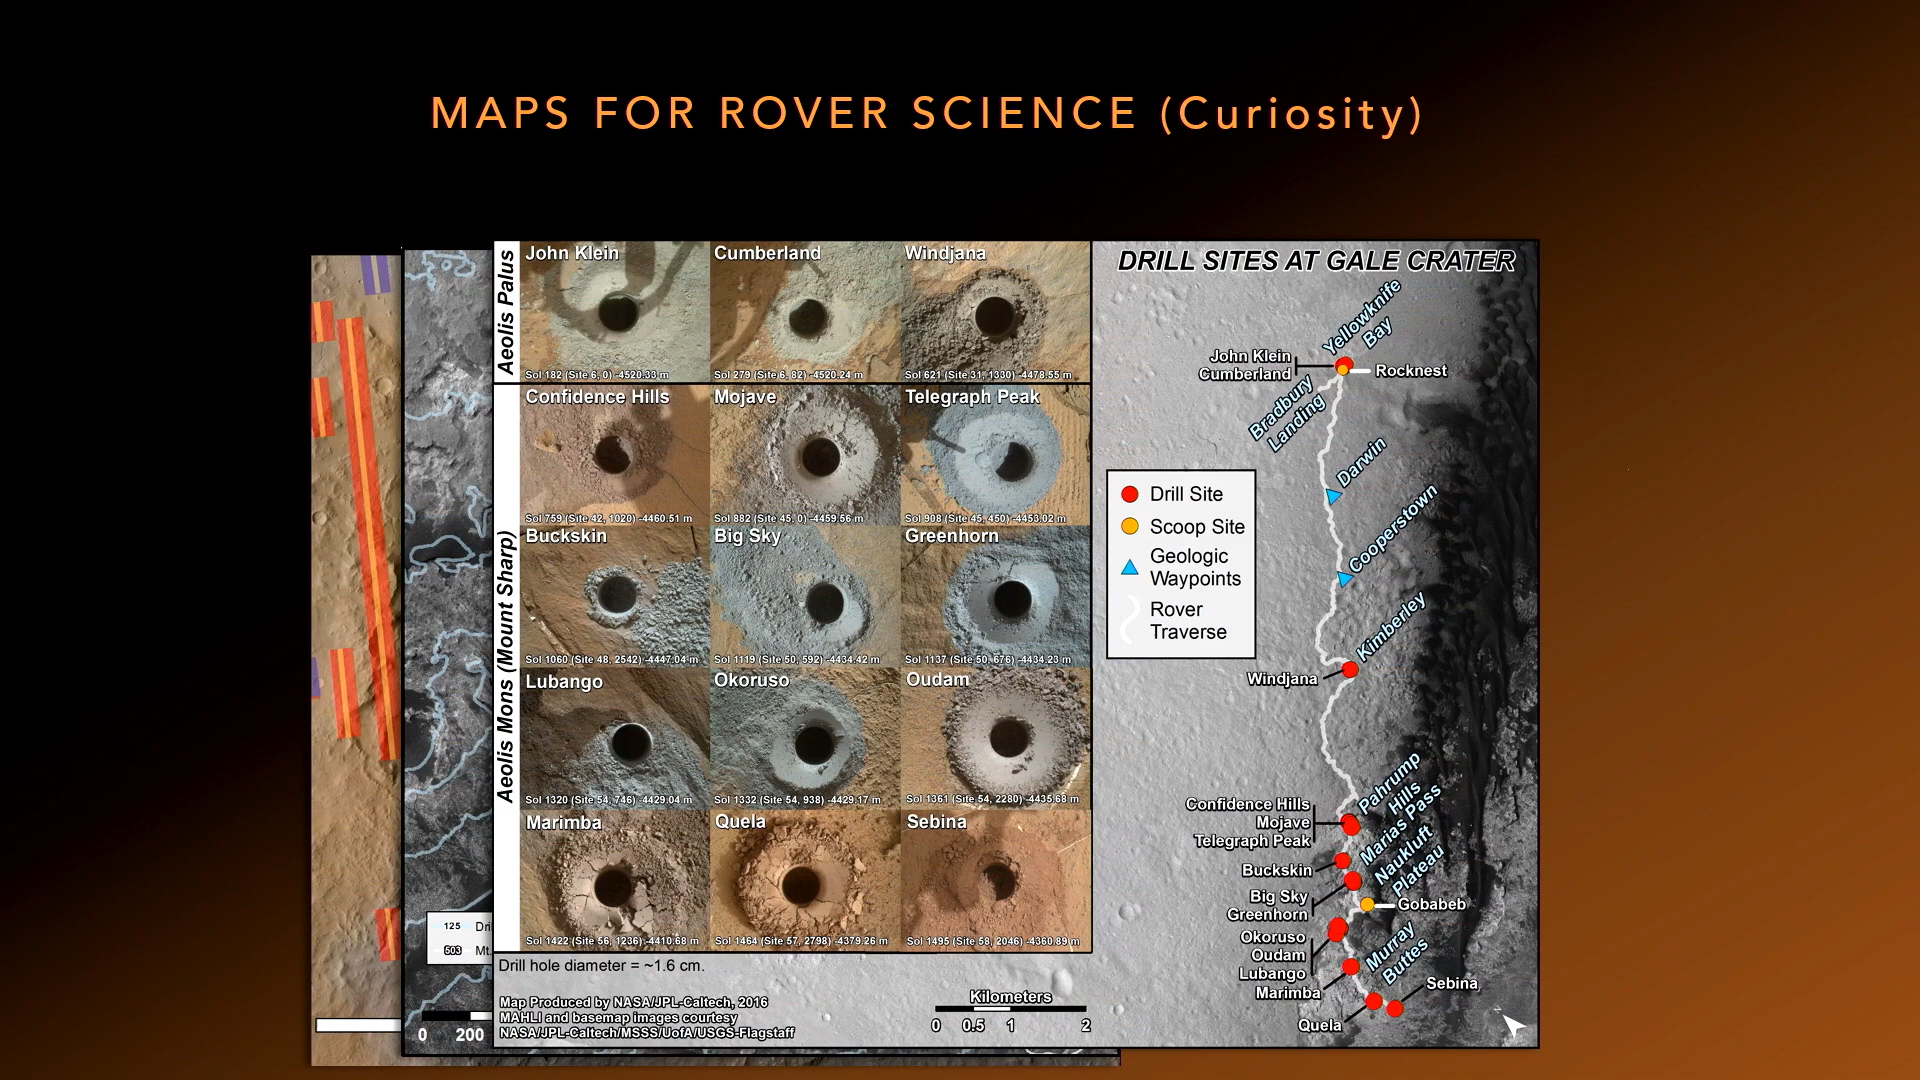 MAPS FOR ROVER SCIENCE (Curiosity)
Aeolis Palus
John Klein
Sol 182 (Site 6, 0) -4520.33 m
Cumberland
Sol 279 (Site 6, 82) -4520.24 m
Windjana
Sol 621 (Site 31, 1330) -4478.55 m
Aeolis Mons (Mount Sharp)
Confidence Hills
Sol 759 (Site 42, 1020) -4460.51 m
Mojave
Sol 882 (Site 45, 0) -4459.56 m
Telegraph Peak
Sol 908 (Site 45, 450) -4453.02 m
Buckskin
Sol 1060 (Site 48, 2542) -4447.04 m
Big Sky
Sol 1119 (Site 50, 592) -4434.42 m
Greenhorn
Sol 1137 (Site 50, 676) -4434.23 m
Lubango
Sol 1320 (Site 54, 746) -4429.04 m
Okoruso
Sol 1332 (Site 54, 938) -4429.17 m
Oudam
Sol 1361 (Site 54, 2280) -4435.68 m
Marimba
Sol 1422 (Site 56, 1236) -4410.68 m
Quela
Sol 1464 (Site 57, 2798) -4379.26 m
Sebina
Sol 1495 (Site 58, 2046) -4360.89 m
Drill hole diameter = ~1.6 cm.
Map Produced by NASA/JPL-Caltech, 2016
MAHLI and basemap images courtesy
NASA/JPL-Caltech/MSSS/UofA/USGS-Flagstaff
Kilometers
0 0.5 1 2
DRILL SITES AT GALE CRATER
Yellowknife
Bay
John Klein
Cumberland
Rocknest
Bradbury
Landing
Darwin
Cooperstown
Drill Site
Scoop Site
Geologic
Waypoints
Rover
Traverse
Kimberley
Windjana
Pahrump
Hills
Confidence Hills
Mojave
Telegraph Peak
Marias Pass
Buckskin
Naukluft
Plateau
Big Sky
Greenhorn
Gobabeb
Okoruso
Oudam
Lubango
Murray
Buttes
Marimba
Sebina
Quela
N
125 Dri
503 Mt.
0 200